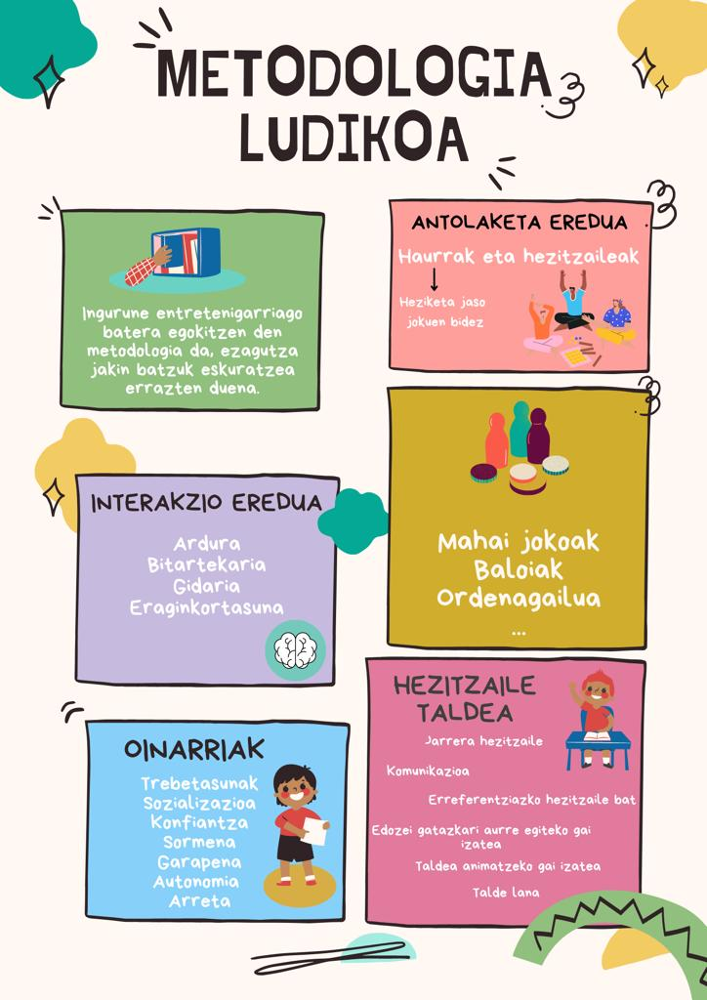 METODOLOGIA
LUDIKOA
Ingurune entretenigarriago
batera egokitzen den
metodologia da, ezagutza
jakin batzuk eskuratzea
errazten duena.
ANTOLAKETA EREDUA
Haurrak eta hezitzaileak
Heziketa jaso
jokuen bidez
INTERAKZIO EREDUA
Ardura
Bitartekaria
Gidaria
Eraginkortasuna
Mahai jokoak
Baloiak
Ordenagailua
...
OINARRIAK
Trebetasunak
Sozializazioa
Konfiantza
Sormena
Garapena
Autonomia
Arreta
HEZITZAILE
TALDEA
Jarrera hezitzaile
Komunikazioa
Erreferentziazko hezitzaile bat
Edozei gatazkari aurre egiteko gai
izatea
Taldea animatzeko gai izatea
Talde lana